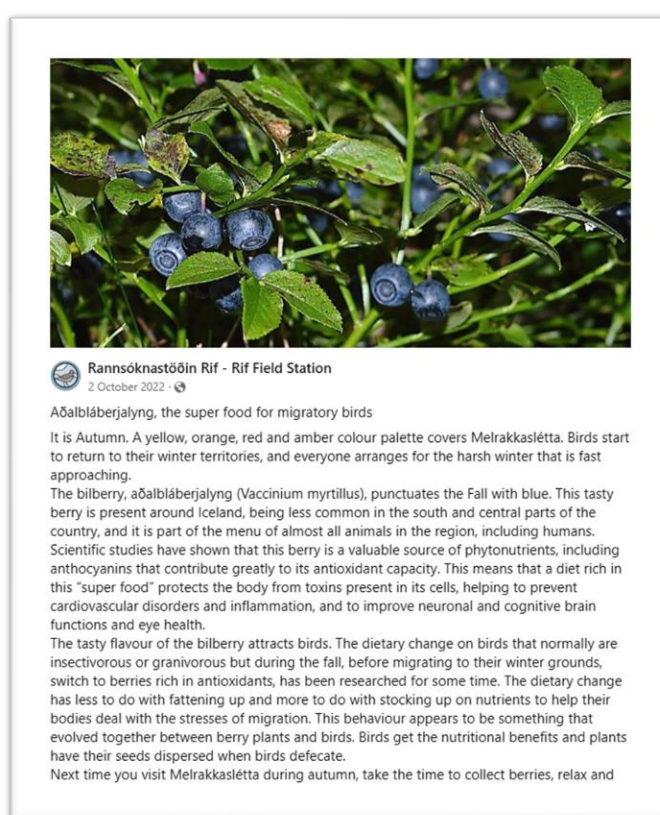 Rannsóknastöðin Rif - Rif Field Station
2 October 2022 ·
Aðalbláberjalyng, the super food for migratory birds
It is Autumn. A yellow, orange, red and amber colour palette covers Melrakkaslétta. Birds start
to return to their winter territories, and everyone arranges for the harsh winter that is fast
approaching.
The bilberry, aðalbláberjalyng (Vaccinium myrtillus), punctuates the Fall with blue. This tasty
berry is present around Iceland, being less common in the south and central parts of the
country, and it is part of the menu of almost all animals in the region, including humans.
Scientific studies have shown that this berry is a valuable source of phytonutrients, including
anthocyanins that contribute greatly to its antioxidant capacity. This means that a diet rich in
this “super food” protects the body from toxins present in its cells, helping to prevent
cardiovascular disorders and inflammation, and to improve neuronal and cognitive brain
functions and eye health.
The tasty flavour of the bilberry attracts birds. The dietary change on birds that normally are
insectivorous or granivorous but during the fall, before migrating to their winter grounds,
switch to berries rich in antioxidants, has been researched for some time. The dietary change
has less to do with fattening up and more to do with stocking up on nutrients to help their
bodies deal with the stresses of migration. This behaviour appears to be something that
evolved together between berry plants and birds. Birds get the nutritional benefits and plants
have their seeds dispersed when birds defecate.
Next time you visit Melrakkaslétta during autumn, take the time to collect berries, relax and